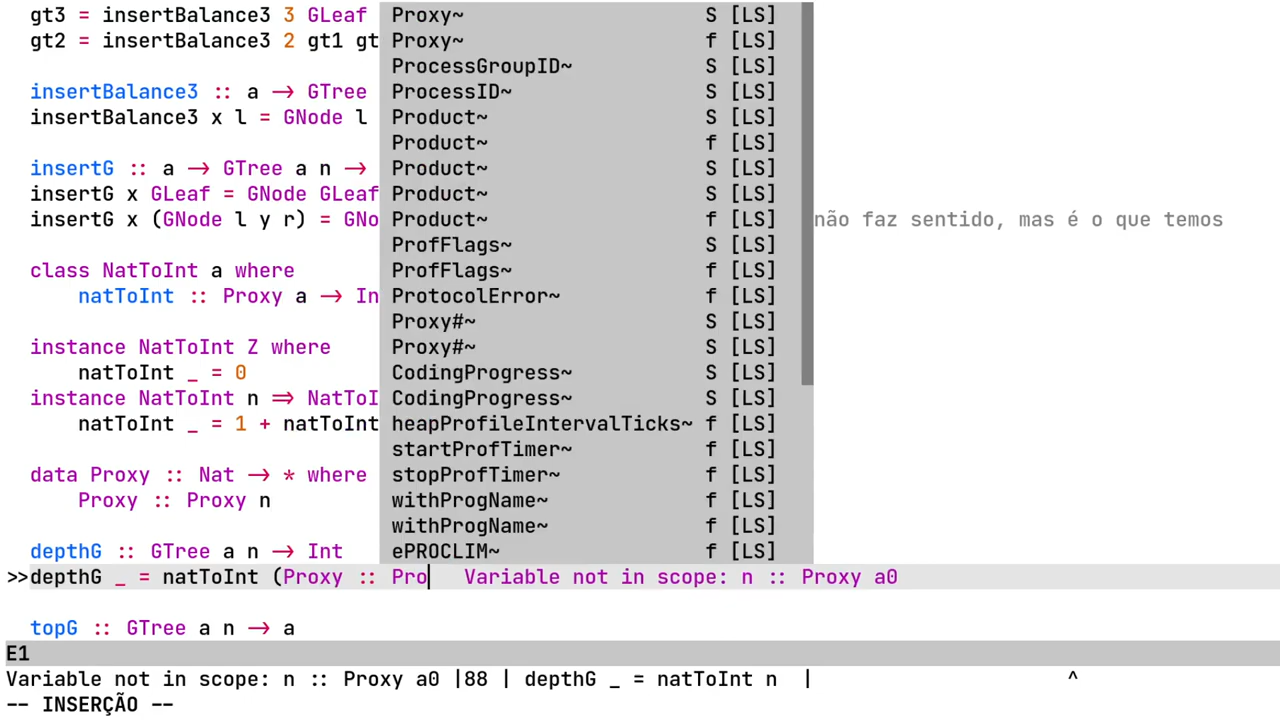 gt3 = insertBalance3 3 GLeaf
gt2 = insertBalance3 2 gt1 gt
insertBalance3 :: a -> GTree
insertBalance3 x l = GNode l
insertG :: a -> GTree a n ->
insertG x GLeaf = GNode GLeaf
insertG x (GNode l y r) = GNo
não faz sentido, mas é o que temos
class NatToInt a where
natToInt :: Proxy a -> In
instance NatToInt Z where
natToInt _ = 0
instance NatToInt n => NatToI
natToInt _ = 1 + natToInt
data Proxy :: Nat -> * where
Proxy :: Proxy n
depthG :: GTree a n -> Int
>>depthG _ = natToInt (Proxy :: Pro Variable not in scope: n :: Proxy a0
topG :: GTree a n -> a
Proxy~ S [LS]
Proxy~ f [LS]
ProcessGroupID~ S [LS]
ProcessID~ S [LS]
Product~ S [LS]
Product~ f [LS]
Product~ S [LS]
Product~ S [LS]
Product~ f [LS]
ProfFlags~ S [LS]
ProfFlags~ f [LS]
ProtocolError~ f [LS]
Proxy#~ S [LS]
Proxy#~ S [LS]
CodingProgress~ S [LS]
CodingProgress~ S [LS]
heapProfileIntervalTicks~ f [LS]
startProfTimer~ f [LS]
stopProfTimer~ f [LS]
withProgName~ f [LS]
withProgName~ f [LS]
ePROCLIM~ f [LS]
E1
Variable not in scope: n :: Proxy a0 |88 | depthG _ = natToInt n | ^
-- INSERÇÃO --